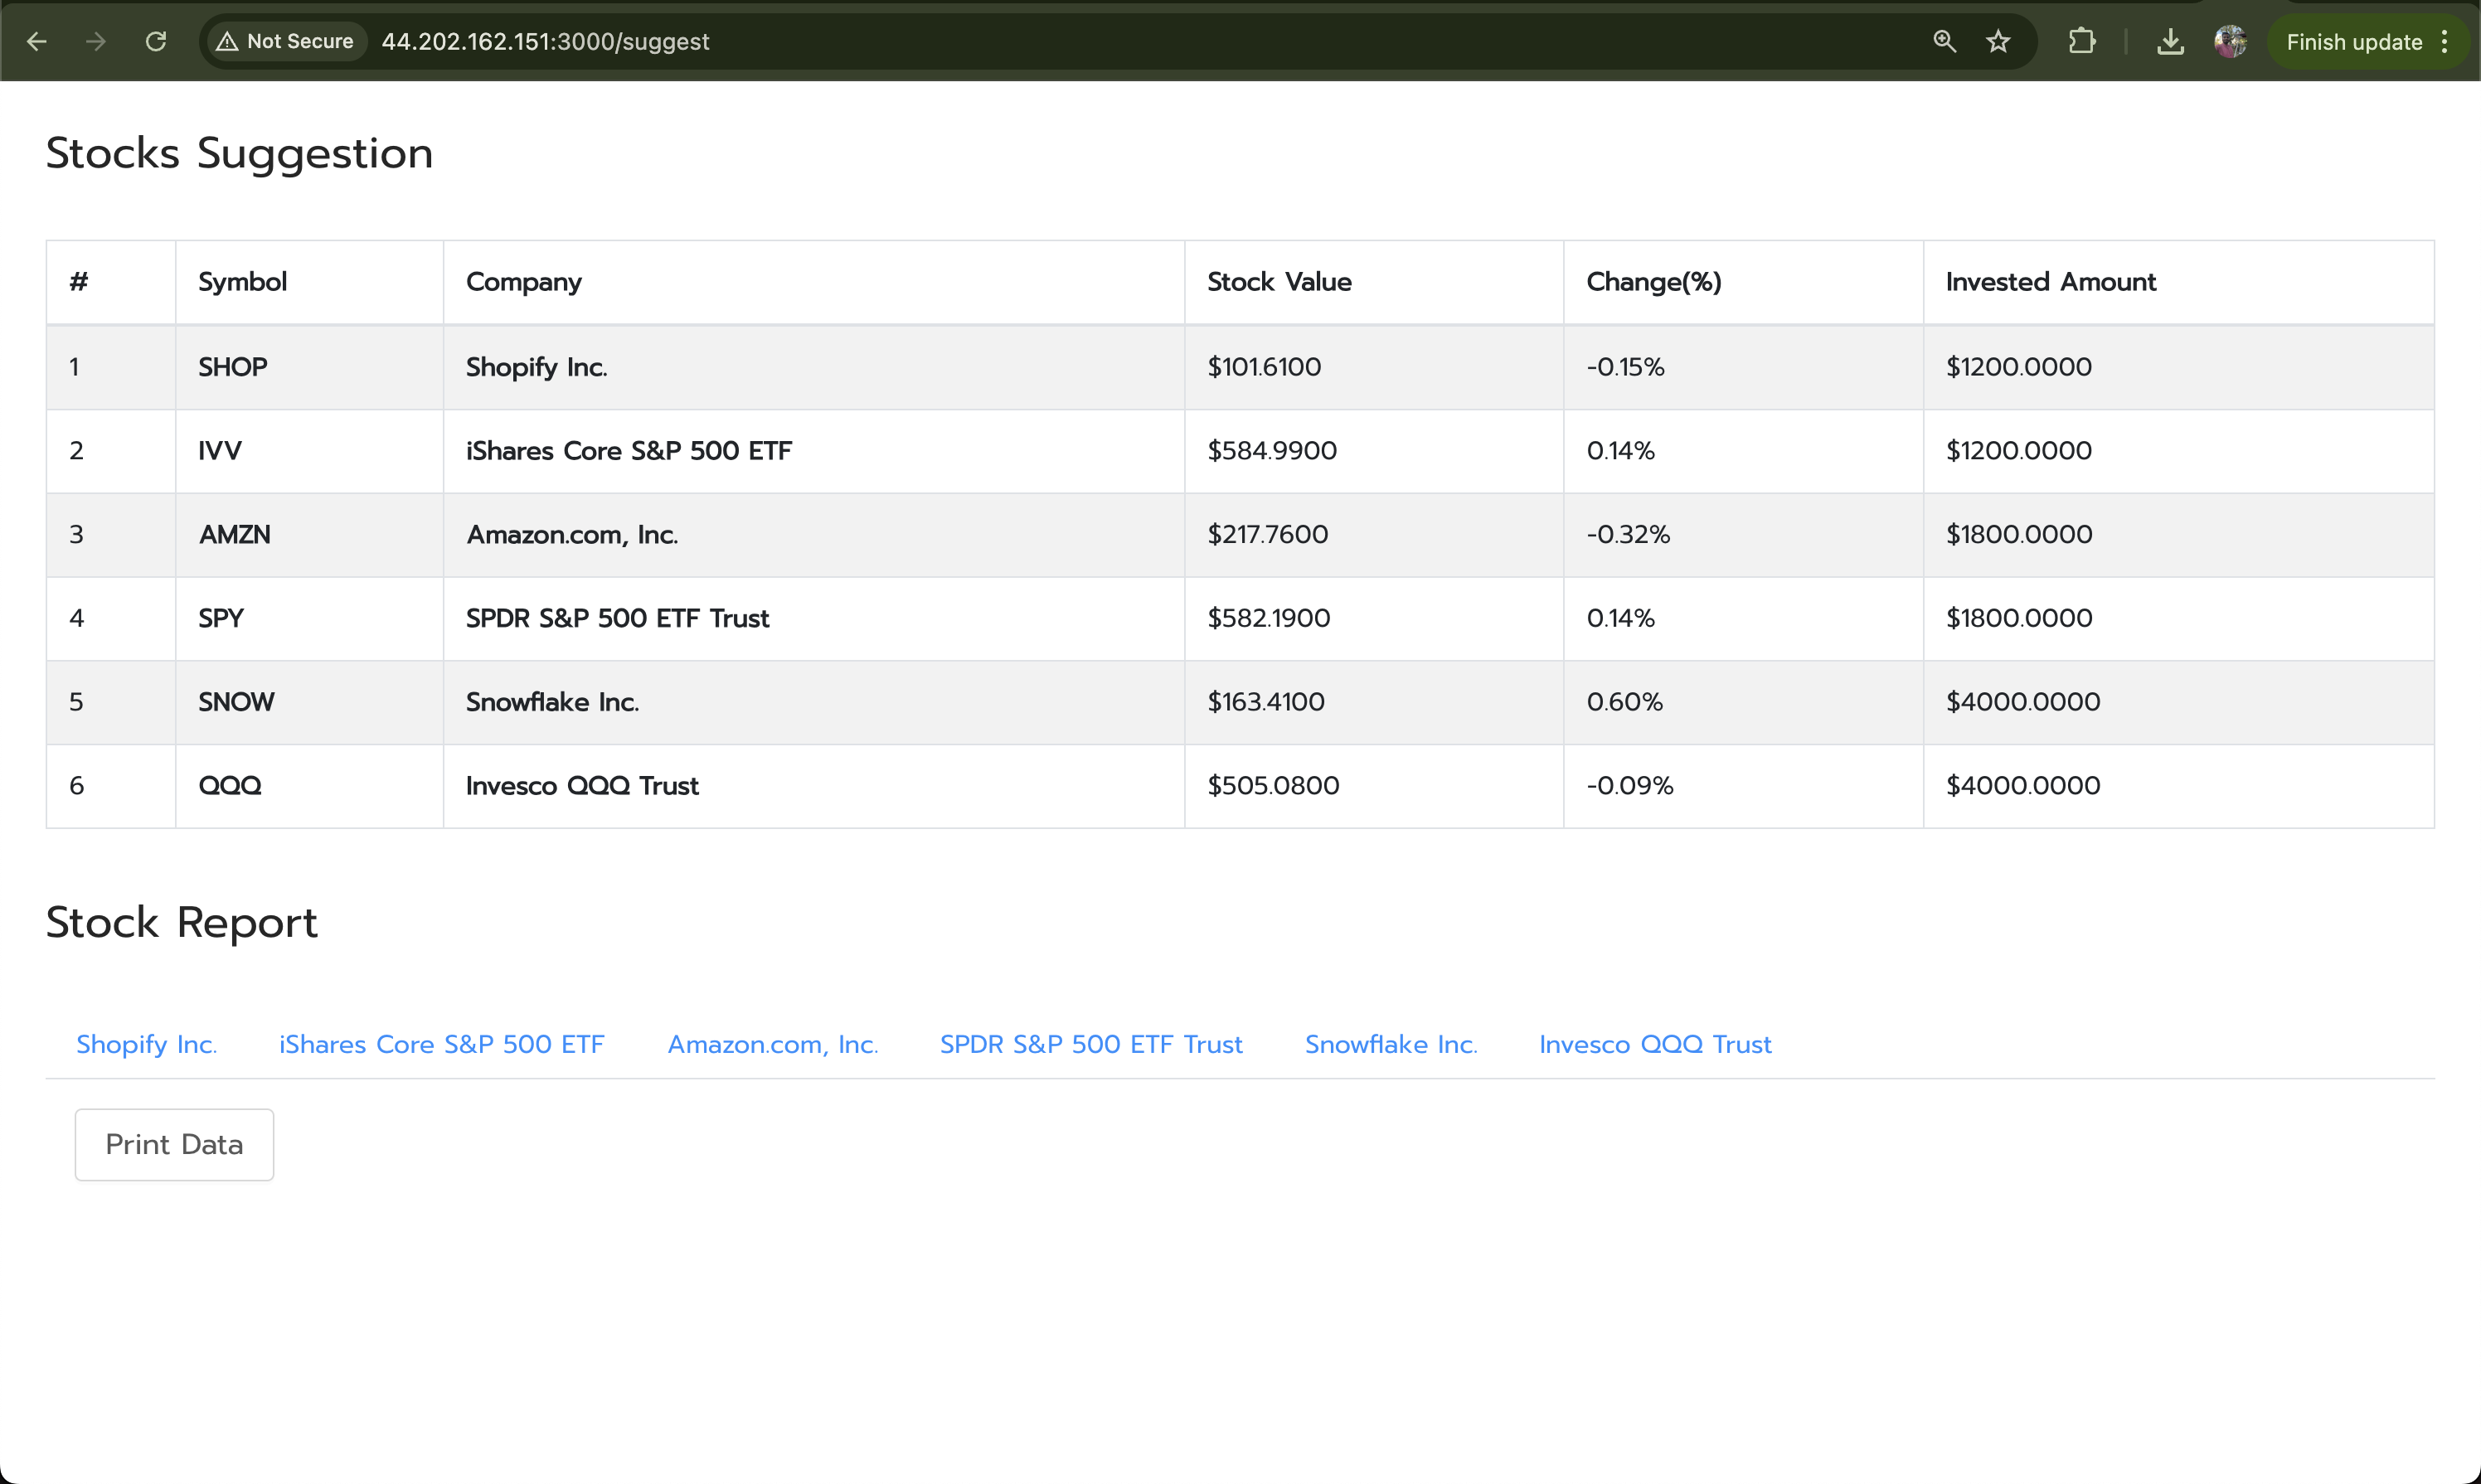 Not Secure 44.202.162.151:3000/suggest Finish update
Stocks Suggestion
# Symbol Company Stock Value Change(%) Invested Amount
1 SHOP Shopify Inc. $101.6100 -0.15% $1200.0000
2 IVV iShares Core S&P 500 ETF $584.9900 0.14% $1200.0000
3 AMZN Amazon.com, Inc. $217.7600 -0.32% $1800.0000
4 SPY SPDR S&P 500 ETF Trust $582.1900 0.14% $1800.0000
5 SNOW Snowflake Inc. $163.4100 0.60% $4000.0000
6 QQQ Invesco QQQ Trust $505.0800 -0.09% $4000.0000
Stock Report
Shopify Inc. iShares Core S&P 500 ETF Amazon.com, Inc. SPDR S&P 500 ETF Trust Snowflake Inc. Invesco QQQ Trust
Print Data